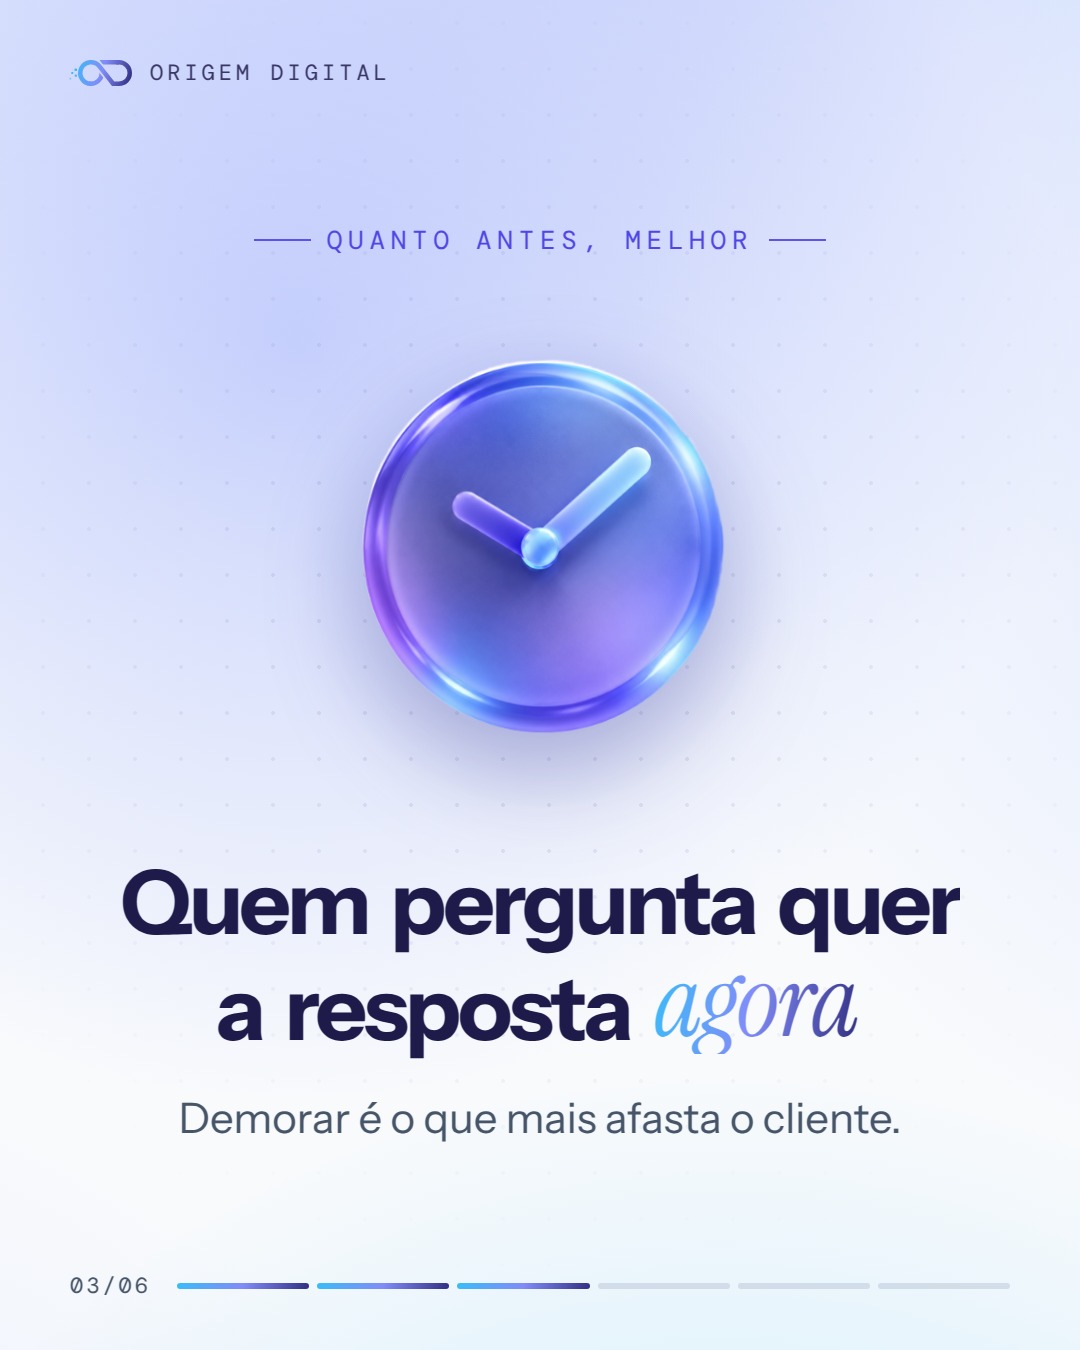 ORIGEM DIGITAL
QUANTO ANTES, MELHOR
Quem pergunta quer
a resposta agora
Demorar é o que mais afasta o cliente.
03/06